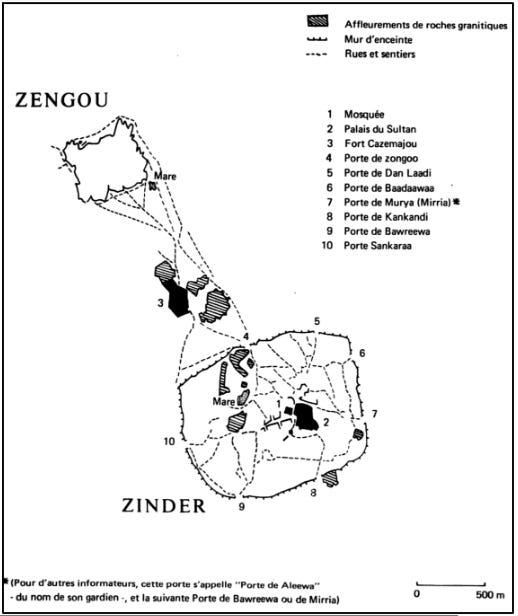 Affleurements de roches granitiques
Mur d'enceinte
Rues et sentiers
ZENGOU
1 Mosquée
2 Palais du Sultan
3 Fort Cazemajou
4 Porte de zongoo
5 Porte de Dan Laadi
6 Porte de Baadaawaa
7 Porte de Murya (Mirria)*
8 Porte de Kankandi
9 Porte de Bawreewa
10 Porte Sankaraa
Mare
3
4
5
6
Mare
1
2
7
10
8
9
ZINDER
*(Pour d'autres informateurs, cette porte s'appelle "Porte de Aleewa"
- du nom de son gardien -, et la suivante Porte de Bawreewa ou de Mirria)
0 500 m